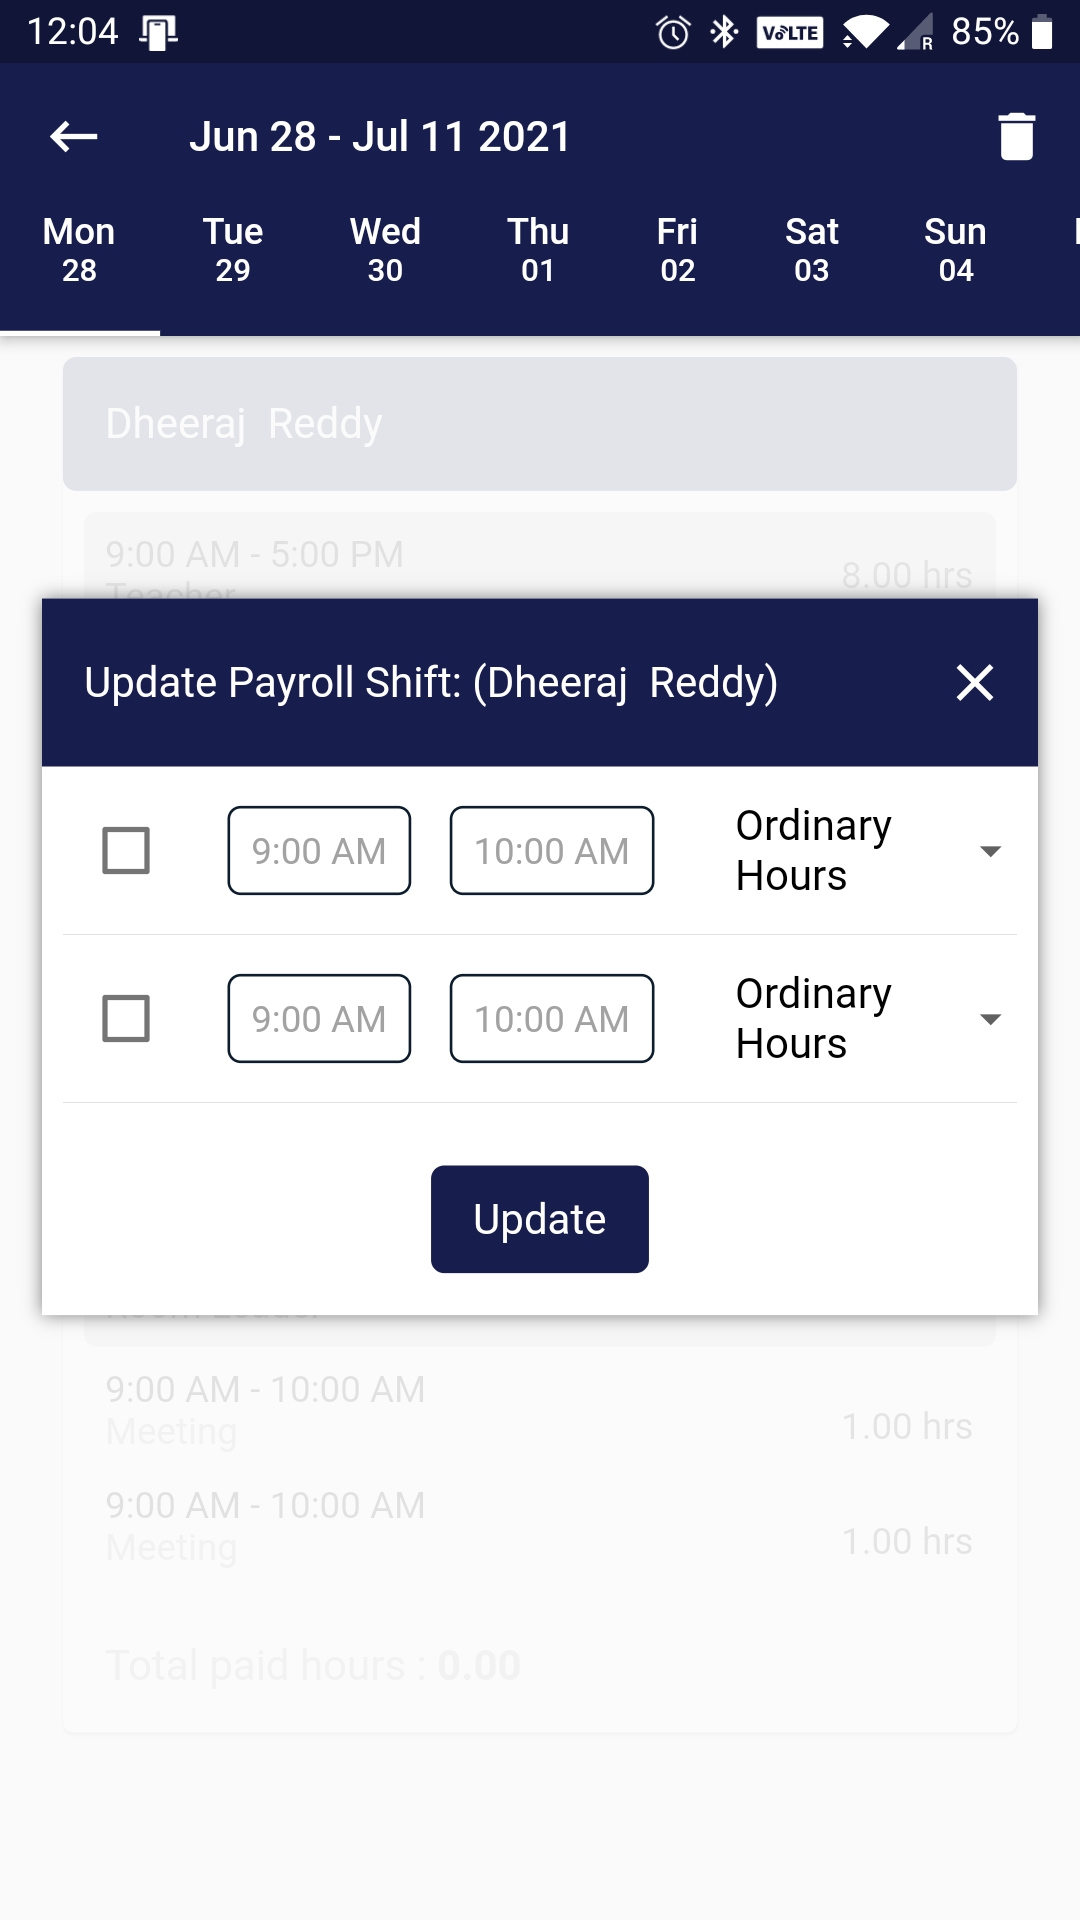 12:04 VoLTE R 85%
Jun 28 - Jul 11 2021
Mon Tue Wed Thu Fri Sat Sun
28 29 30 01 02 03 04
Dheeraj  Reddy
9:00 AM - 5:00 PM
8.00 hrs
Teacher
Update Payroll Shift: (Dheeraj  Reddy)
9:00 AM 10:00 AM Ordinary
Hours
9:00 AM 10:00 AM Ordinary
Hours
Update
9:00 AM - 10:00 AM
Meeting
1.00 hrs
9:00 AM - 10:00 AM
Meeting
1.00 hrs
Total paid hours : 0.00